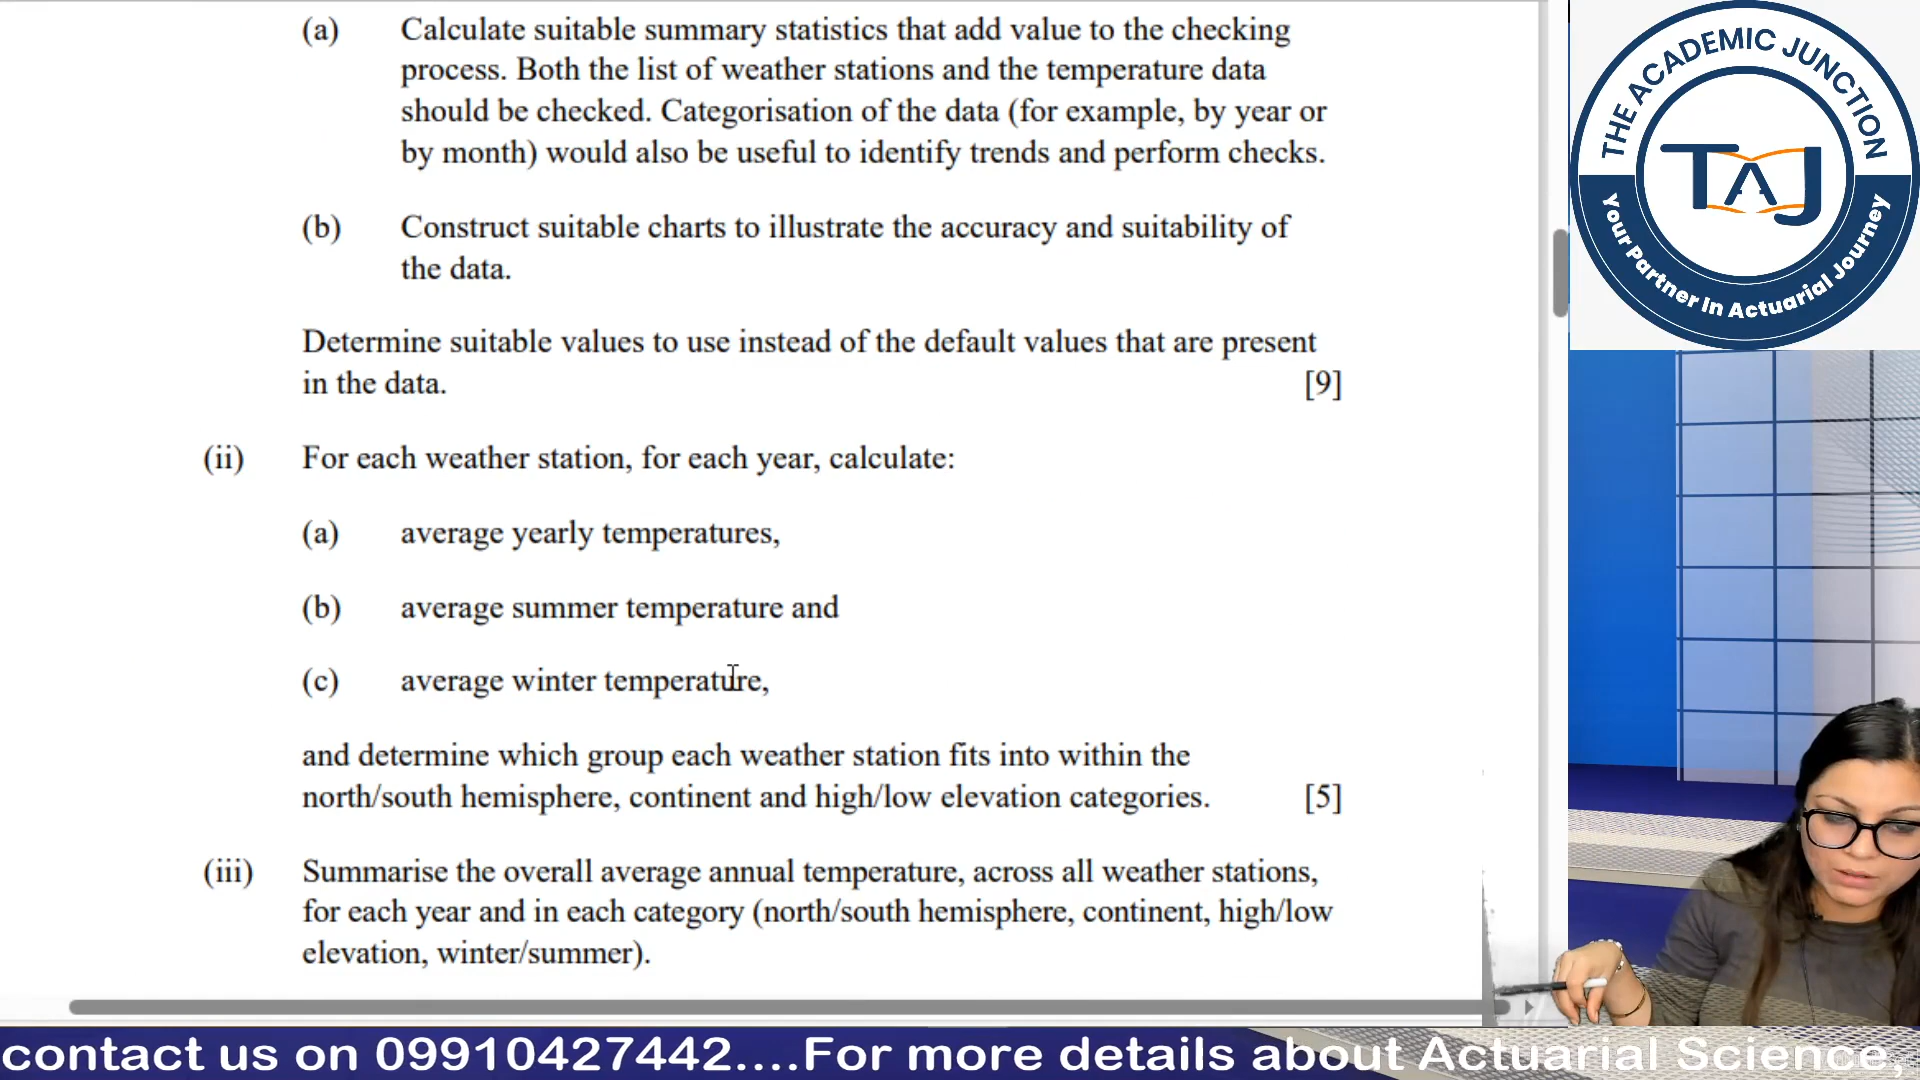 (a) Calculate suitable summary statistics that add value to the checking
process. Both the list of weather stations and the temperature data
should be checked. Categorisation of the data (for example, by year or
by month) would also be useful to identify trends and perform checks.
(b) Construct suitable charts to illustrate the accuracy and suitability of
the data.
Determine suitable values to use instead of the default values that are present
in the data. [9]
(ii) For each weather station, for each year, calculate:
(a) average yearly temperatures,
(b) average summer temperature and
(c) average winter temperature,
and determine which group each weather station fits into within the
north/south hemisphere, continent and high/low elevation categories. [5]
(iii) Summarise the overall average annual temperature, across all weather stations,
for each year and in each category (north/south hemisphere, continent, high/low
elevation, winter/summer).
THE ACADEMIC JUNCTION
TAJ
Your Partner In Actuarial Journey
contact us on 09910427442....For more details about Actuarial Science,